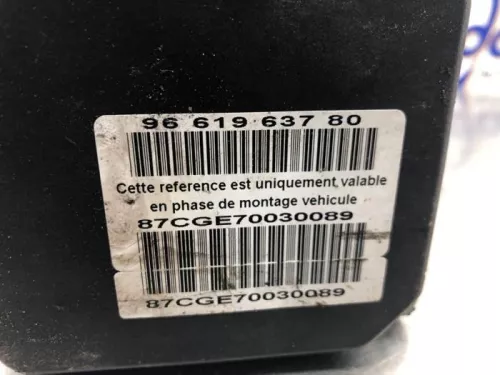 96 619 637 80
Cette reference est uniquement valable
en phase de montage vehicule
87CGE70030089
87CGE70030089